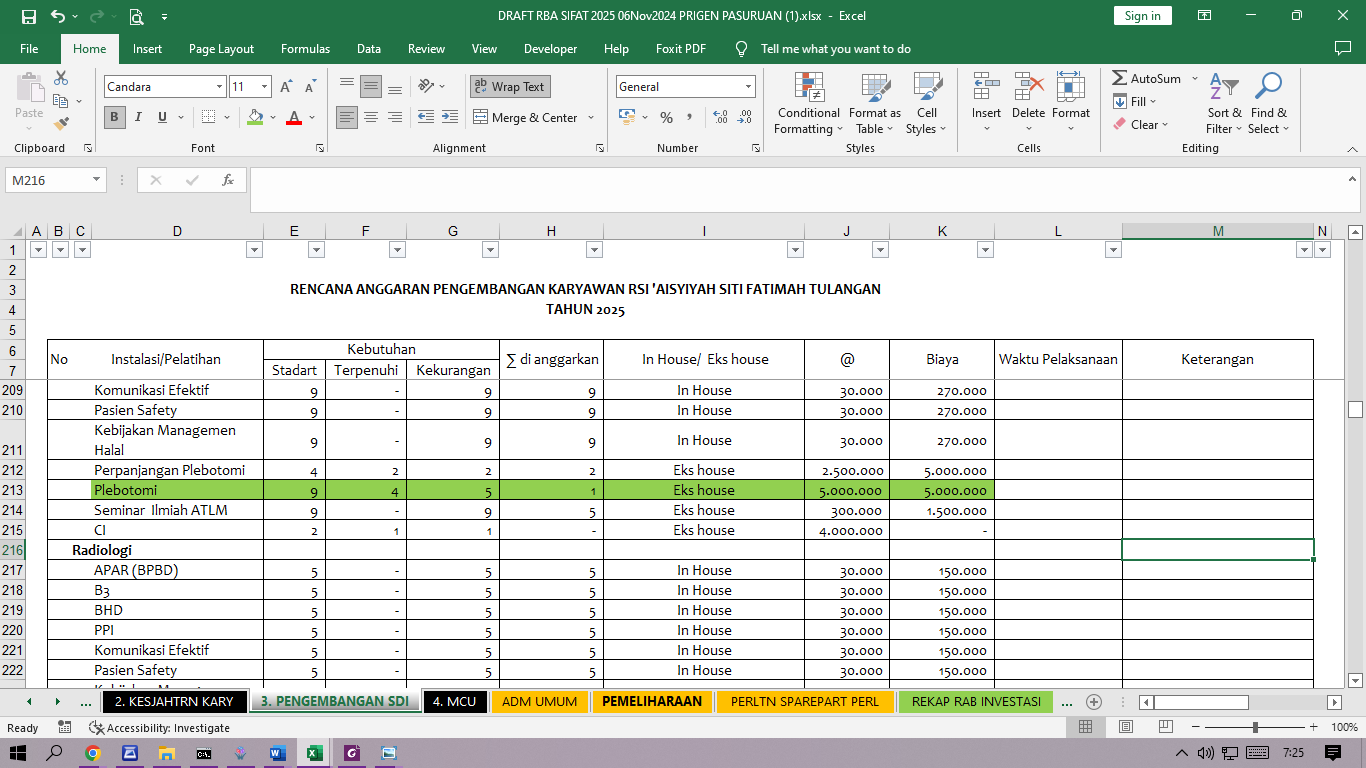 DRAFT RBA SIFAT 2025 06Nov2024 PRIGEN PASURUAN (1).xlsx - Excel
Sign in
File Home Insert Page Layout Formulas Data Review View Developer Help Foxit PDF Tell me what you want to do
Paste
Clipboard
Candara 11
B I U A
Font
Wrap Text
Merge & Center
Alignment
General
% ,
Number
Conditional Formatting
Format as Table
Cell Styles
Styles
Insert Delete Format
Cells
AutoSum
Fill
Clear
Sort & Filter
Find & Select
Editing
M216 fx
A B C D E F G H I J K L M N
1
2
3 RENCANA ANGGARAN PENGEMBANGAN KARYAWAN RSI 'AISYIYAH SITI FATIMAH TULANGAN
4 TAHUN 2025
5
6 No Instalasi/Pelatihan Kebutuhan ∑ di anggarkan In House/ Eks house @ Biaya Waktu Pelaksanaan Keterangan
7 Stadart Terpenuhi Kekurangan
209 Komunikasi Efektif 9 - 9 9 In House 30.000 270.000
210 Pasien Safety 9 - 9 9 In House 30.000 270.000
211 Kebijakan Managemen Halal 9 - 9 9 In House 30.000 270.000
212 Perpanjangan Plebotomi 4 2 2 2 Eks house 2.500.000 5.000.000
213 Plebotomi 9 4 5 1 Eks house 5.000.000 5.000.000
214 Seminar Ilmiah ATLM 9 - 9 5 Eks house 300.000 1.500.000
215 CI 2 1 1 - Eks house 4.000.000 -
216 Radiologi
217 APAR (BPBD) 5 - 5 5 In House 30.000 150.000
218 B3 5 - 5 5 In House 30.000 150.000
219 BHD 5 - 5 5 In House 30.000 150.000
220 PPI 5 - 5 5 In House 30.000 150.000
221 Komunikasi Efektif 5 - 5 5 In House 30.000 150.000
222 Pasien Safety 5 - 5 5 In House 30.000 150.000
... 2. KESJAHTRN KARY 3. PENGEMBANGAN SDI 4. MCU ADM UMUM PEMELIHARAAN PERLTN SPAREPART PERL REKAP RAB INVESTASI ...
Ready Accessibility: Investigate 100%
7:25